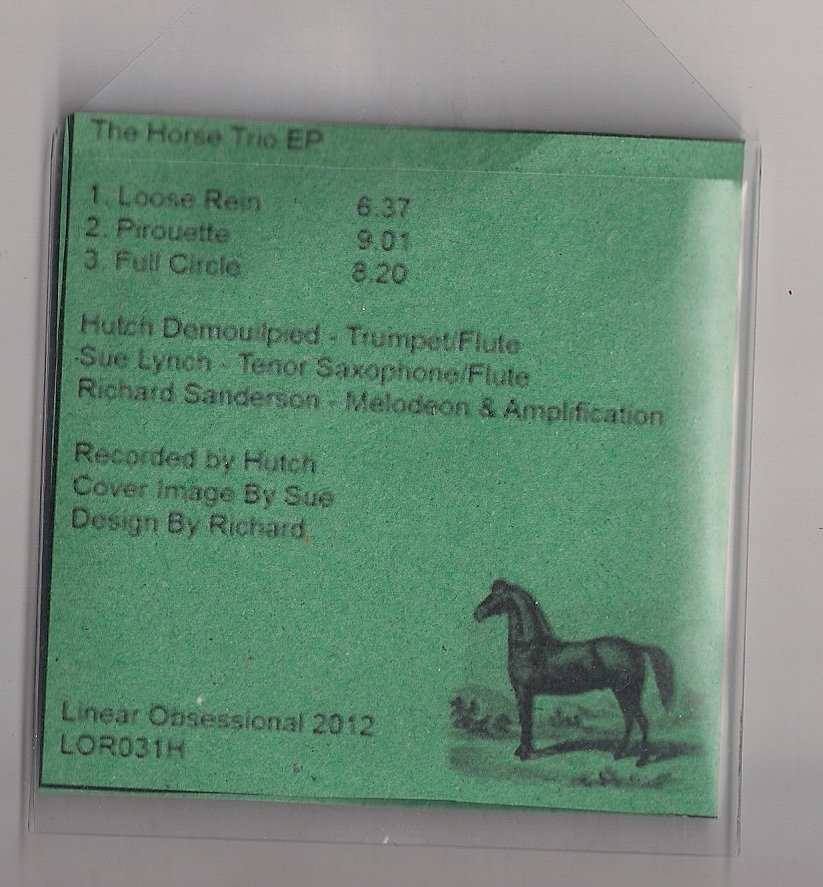 The Horse Trio EP
1. Loose Rein 6.37
2. Pirouette 9.01
3. Full Circle 8.20
Hutch Demouilpied - Trumpet/Flute
Sue Lynch - Tenor Saxophone/Flute
Richard Sanderson - Melodeon & Amplification
Recorded by Hutch
Cover Image By Sue
Design By Richard
Linear Obsessional 2012
LOR031H